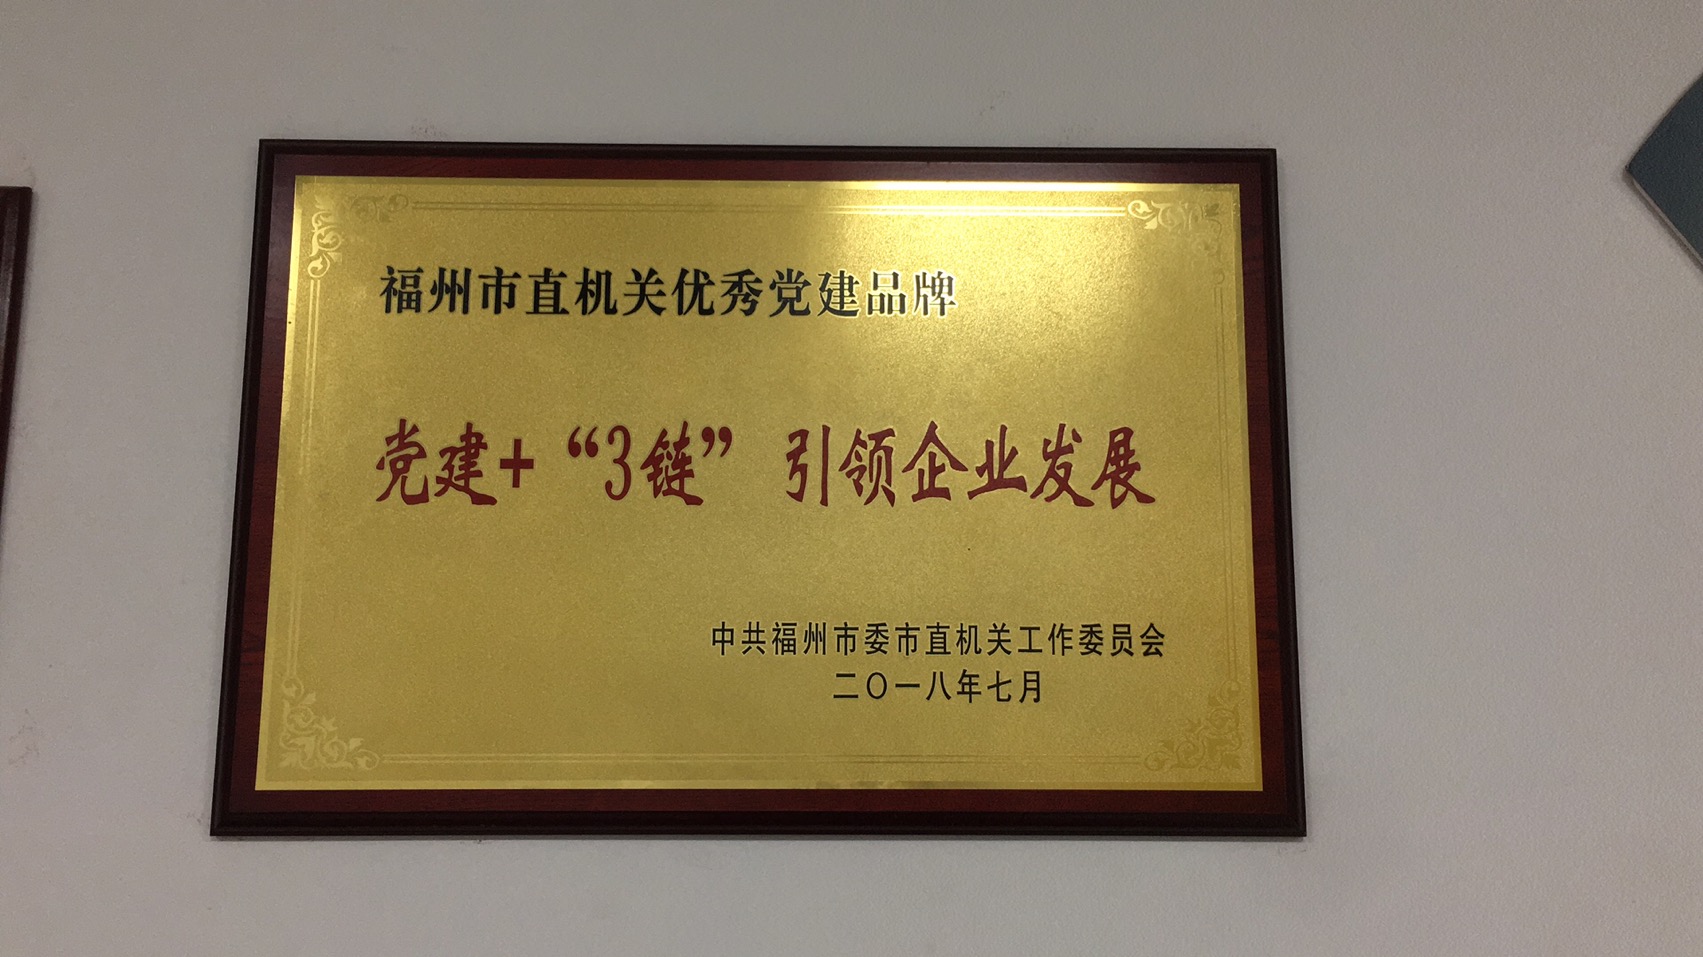 福州市直机关优秀党建品牌
党建+“3链” 引领企业发展
中共福州市委市直机关工作委员会
二〇一八年七月